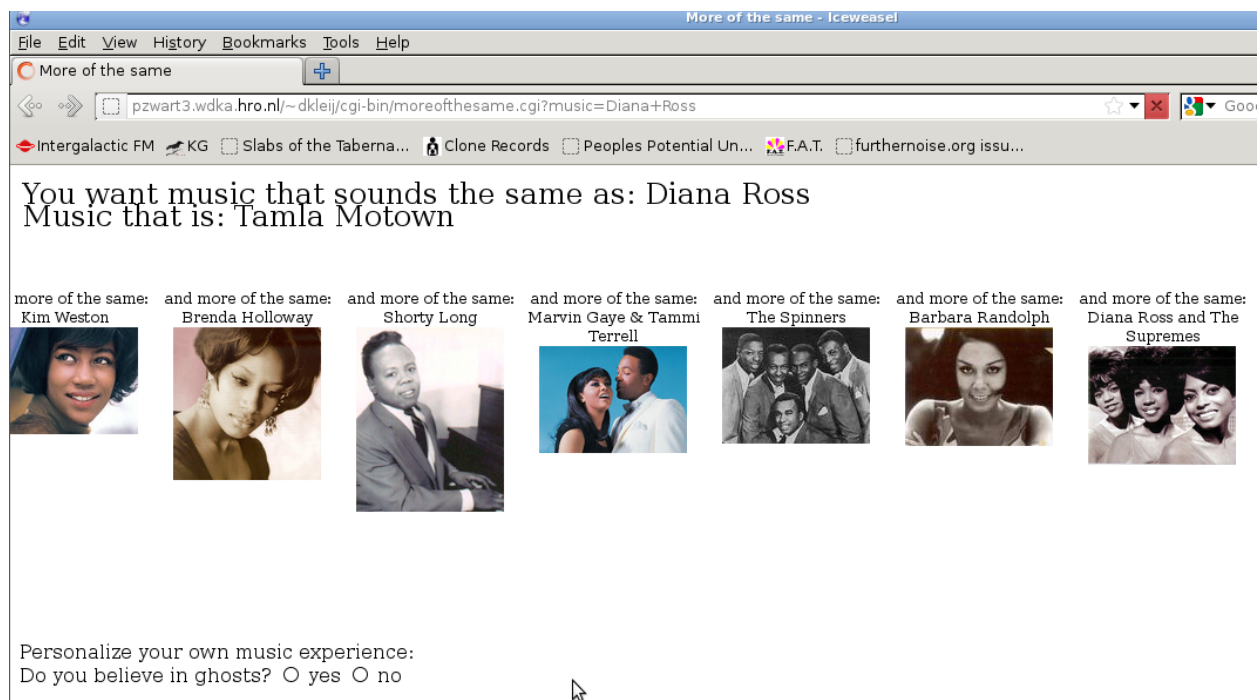 More of the same - Iceweasel
File Edit View History Bookmarks Tools Help
More of the same
pzwart3.wdka.hro.nl/~dkleij/cgi-bin/moreofthesame.cgi?music=Diana+Ross Goo
Intergalactic FM KG Slabs of the Taberna... Clone Records Peoples Potential Un... F.A.T. furthernoise.org issu...
You want music that sounds the same as: Diana Ross
Music that is: Tamla Motown
more of the same: and more of the same: and more of the same: and more of the same: and more of the same: and more of the same: and more of the same:
Kim Weston Brenda Holloway Shorty Long Marvin Gaye & Tammi The Spinners Barbara Randolph Diana Ross and The
Terrell Supremes
Personalize your own music experience:
Do you believe in ghosts? yes no